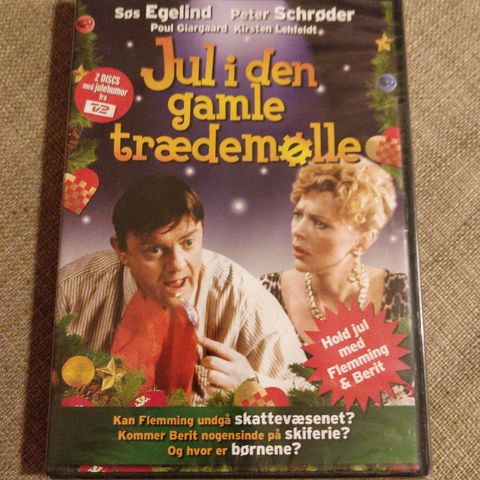 Søs Egelind Peter Schrøder
Poul Glargaard Kirsten Lehfeldt
Jul i den
gamle
trædemølle
2 DISCS
med julehumor
fra
TV2
Hold jul
med
Flemming
& Berit
Kan Flemming undgå skattevæsenet?
Kommer Berit nogensinde på skiferie?
Og hvor er børnene?